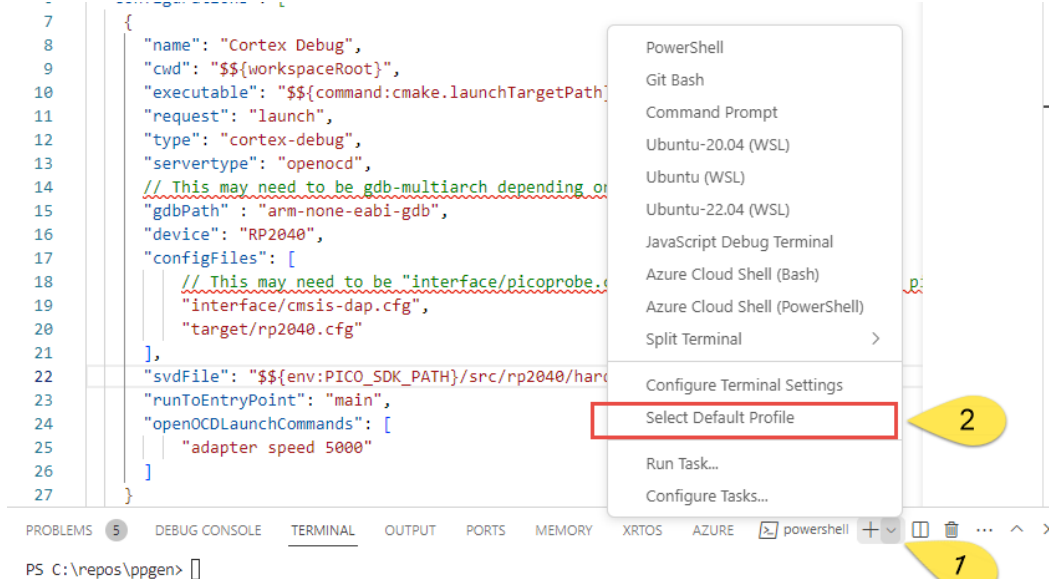 7 {
8 "name": "Cortex Debug",
9 "cwd": "$${workspaceRoot}",
10 "executable": "$${command:cmake.launchTargetPath}
11 "request": "launch",
12 "type": "cortex-debug",
13 "servertype": "openocd",
14 // This may need to be gdb-multiarch depending
15 "gdbPath" : "arm-none-eabi-gdb",
16 "device": "RP2040",
17 "configFiles": [
18 // This may need to be "interface/picoprobe.
19 "interface/cmsis-dap.cfg",
20 "target/rp2040.cfg"
21 ],
22 "svdFile": "$${env:PICO_SDK_PATH}/src/rp2040/
23 "runToEntryPoint": "main",
24 "openOCDLaunchCommands": [
25 "adapter speed 5000"
26 ]
27 }
PowerShell
Git Bash
Command Prompt
Ubuntu-20.04 (WSL)
Ubuntu (WSL)
Ubuntu-22.04 (WSL)
JavaScript Debug Terminal
Azure Cloud Shell (Bash)
Azure Cloud Shell (PowerShell)
Split Terminal
Configure Terminal Settings
Select Default Profile
2
Run Task...
Configure Tasks...
PROBLEMS 5 DEBUG CONSOLE TERMINAL OUTPUT PORTS MEMORY XRTOS AZURE powershell
1
PS C:\repos\ppgen>